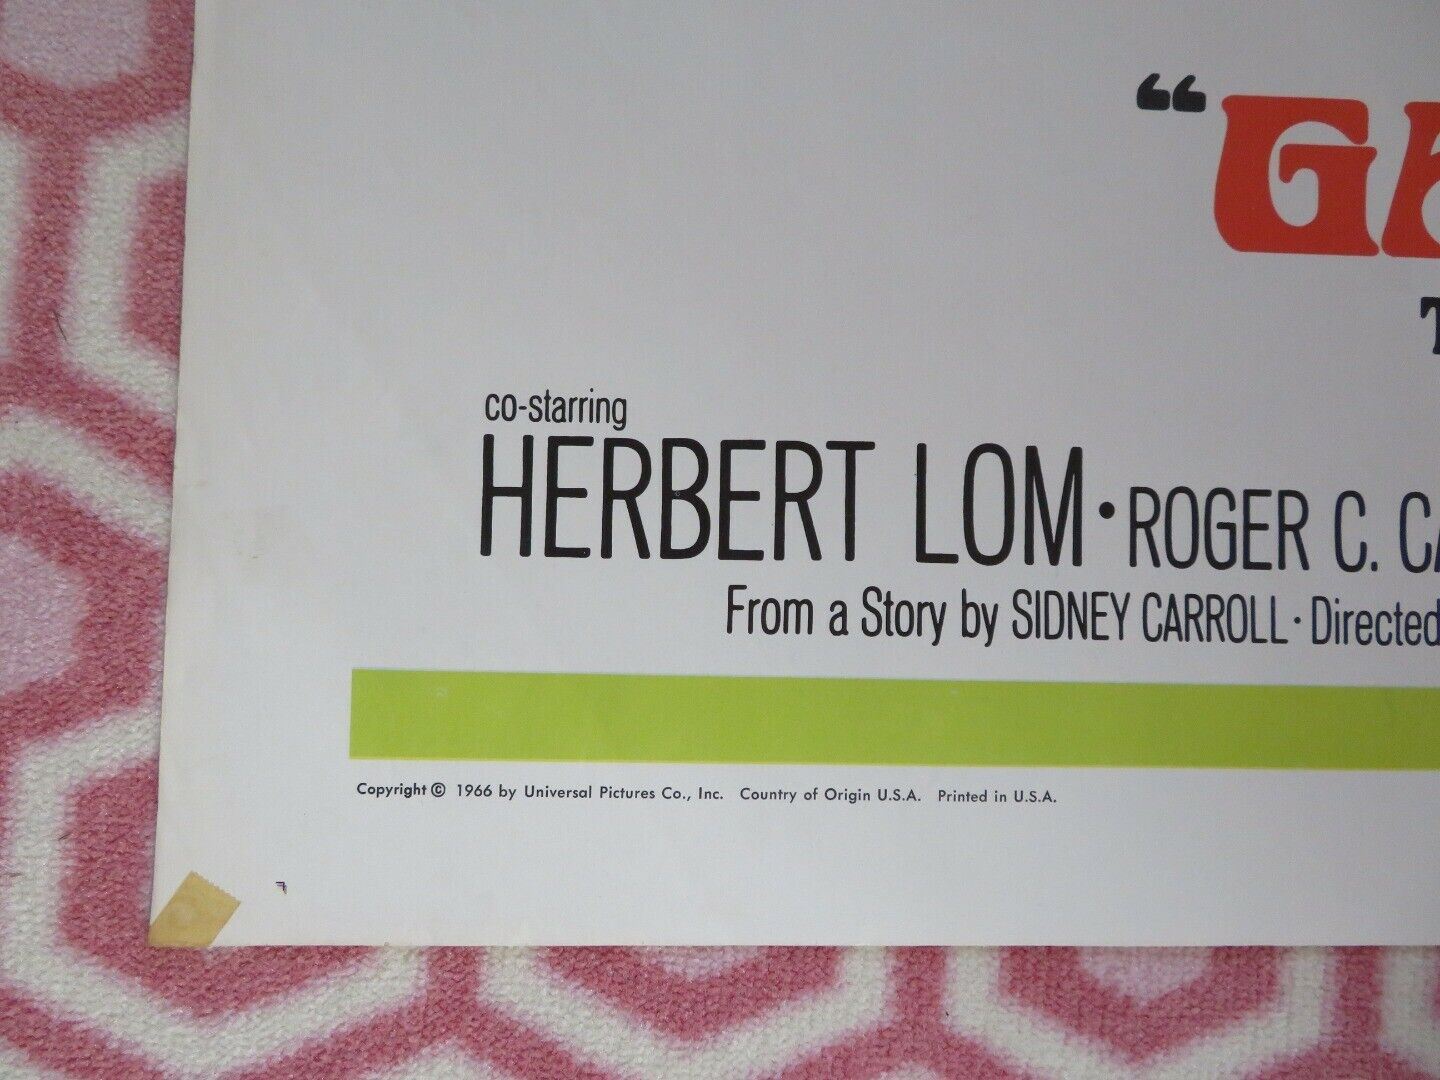 “G
co-starring
HERBERT LOM · ROGER C.
From a Story by SIDNEY CARROLL · Directed
Copyright © 1966 by Universal Pictures Co., Inc. Country of Origin U.S.A. Printed in U.S.A.